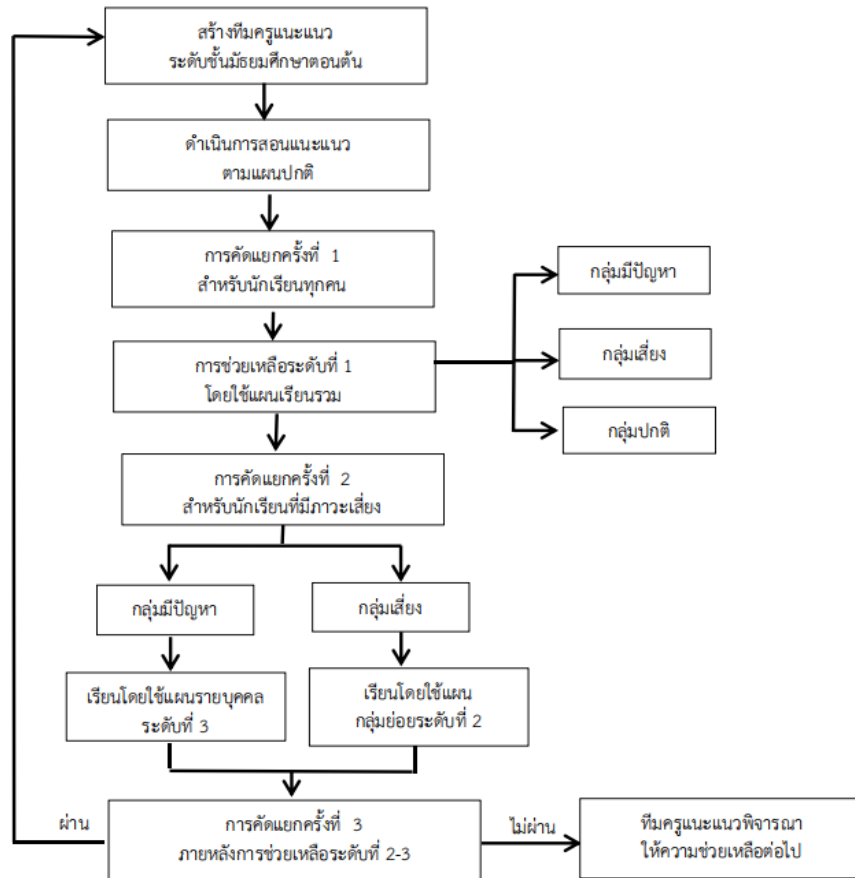 สร้างทีมครูแนะแนว
ระดับชั้นมัธยมศึกษาตอนต้น
ดำเนินการสอนแนะแนว
ตามแผนปกติ
การคัดแยกครั้งที่ 1
สำหรับนักเรียนทุกคน
กลุ่มมีปัญหา
การช่วยเหลือระดับที่ 1
โดยใช้แผนเรียนรวม
กลุ่มเสี่ยง
กลุ่มปกติ
การคัดแยกครั้งที่ 2
สำหรับนักเรียนที่มีภาวะเสี่ยง
กลุ่มมีปัญหา
กลุ่มเสี่ยง
เรียนโดยใช้แผนรายบุคคล
ระดับที่ 3
เรียนโดยใช้แผน
กลุ่มย่อยระดับที่ 2
ผ่าน
การคัดแยกครั้งที่ 3
ภายหลังการช่วยเหลือระดับที่ 2-3
ไม่ผ่าน
ทีมครูแนะแนวพิจารณา
ให้ความช่วยเหลือต่อไป